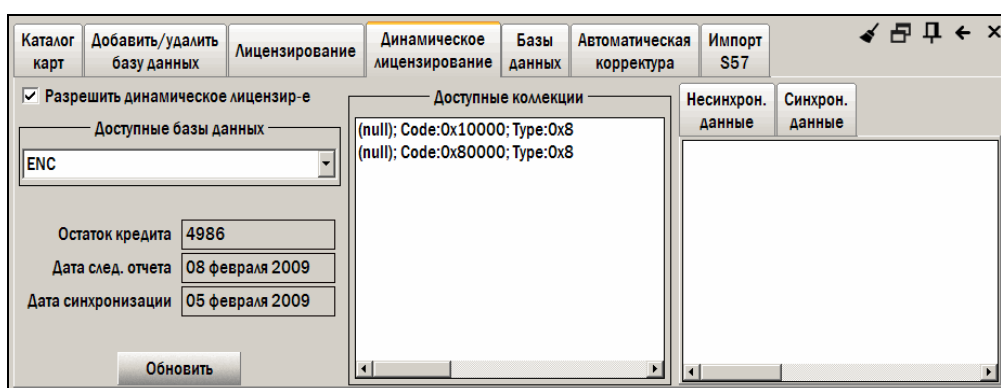 Каталог карт
Добавить/удалить базу данных
Лицензирование
Динамическое лицензирование
Базы данных
Автоматическая корректура
Импорт S57
Разрешить динамическое лицензир-е
Доступные базы данных
ENC
Остаток кредита 4986
Дата след. отчета 08 февраля 2009
Дата синхронизации 05 февраля 2009
Обновить
Доступные коллекции
(null); Code:0x10000; Type:0x8
(null); Code:0x80000; Type:0x8
Несинхрон. данные
Синхрон. данные